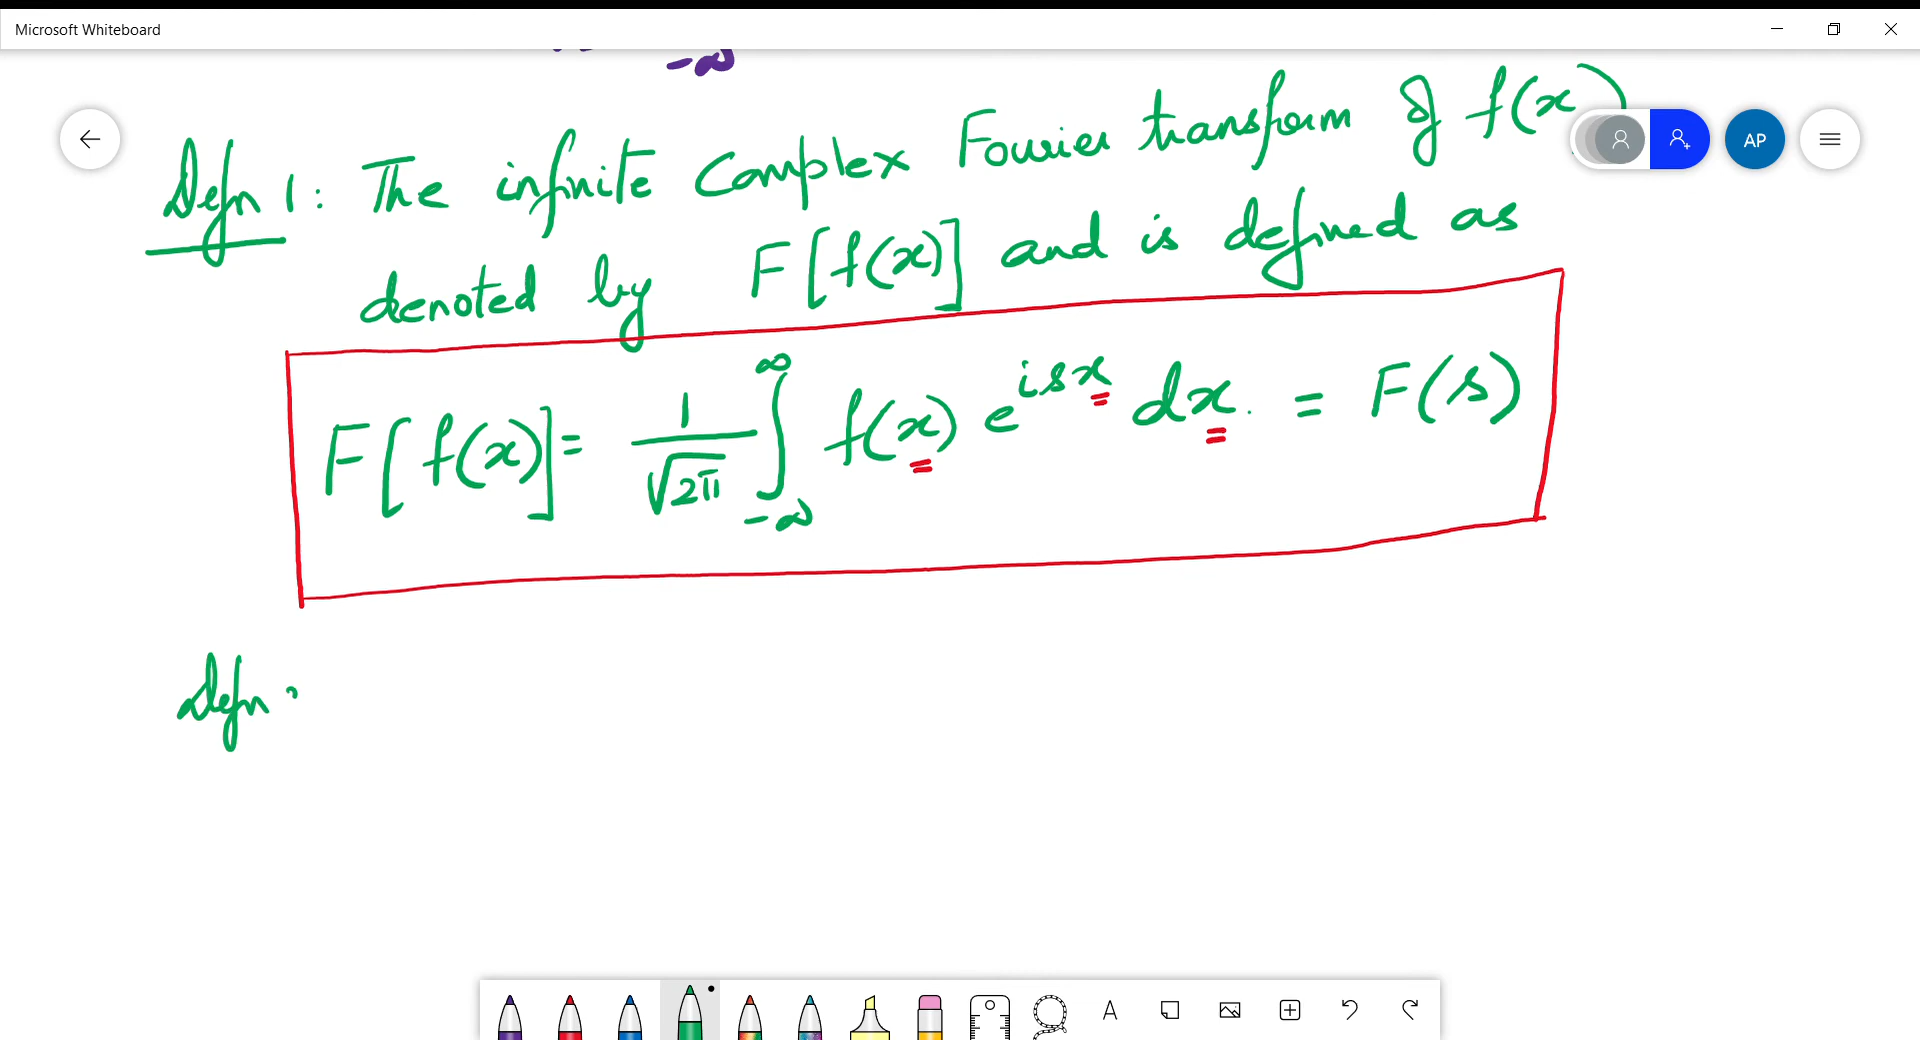 Microsoft Whiteboard
-∞
Defn 1: The infinite Complex Fourier transform of f(x)
AP
denoted by F[f(x)] and is defined as
F[f(x)] = 1/√2π ∫_{-∞}^{∞} f(x) e^{isx} dx. = F(s)
Defn :
A